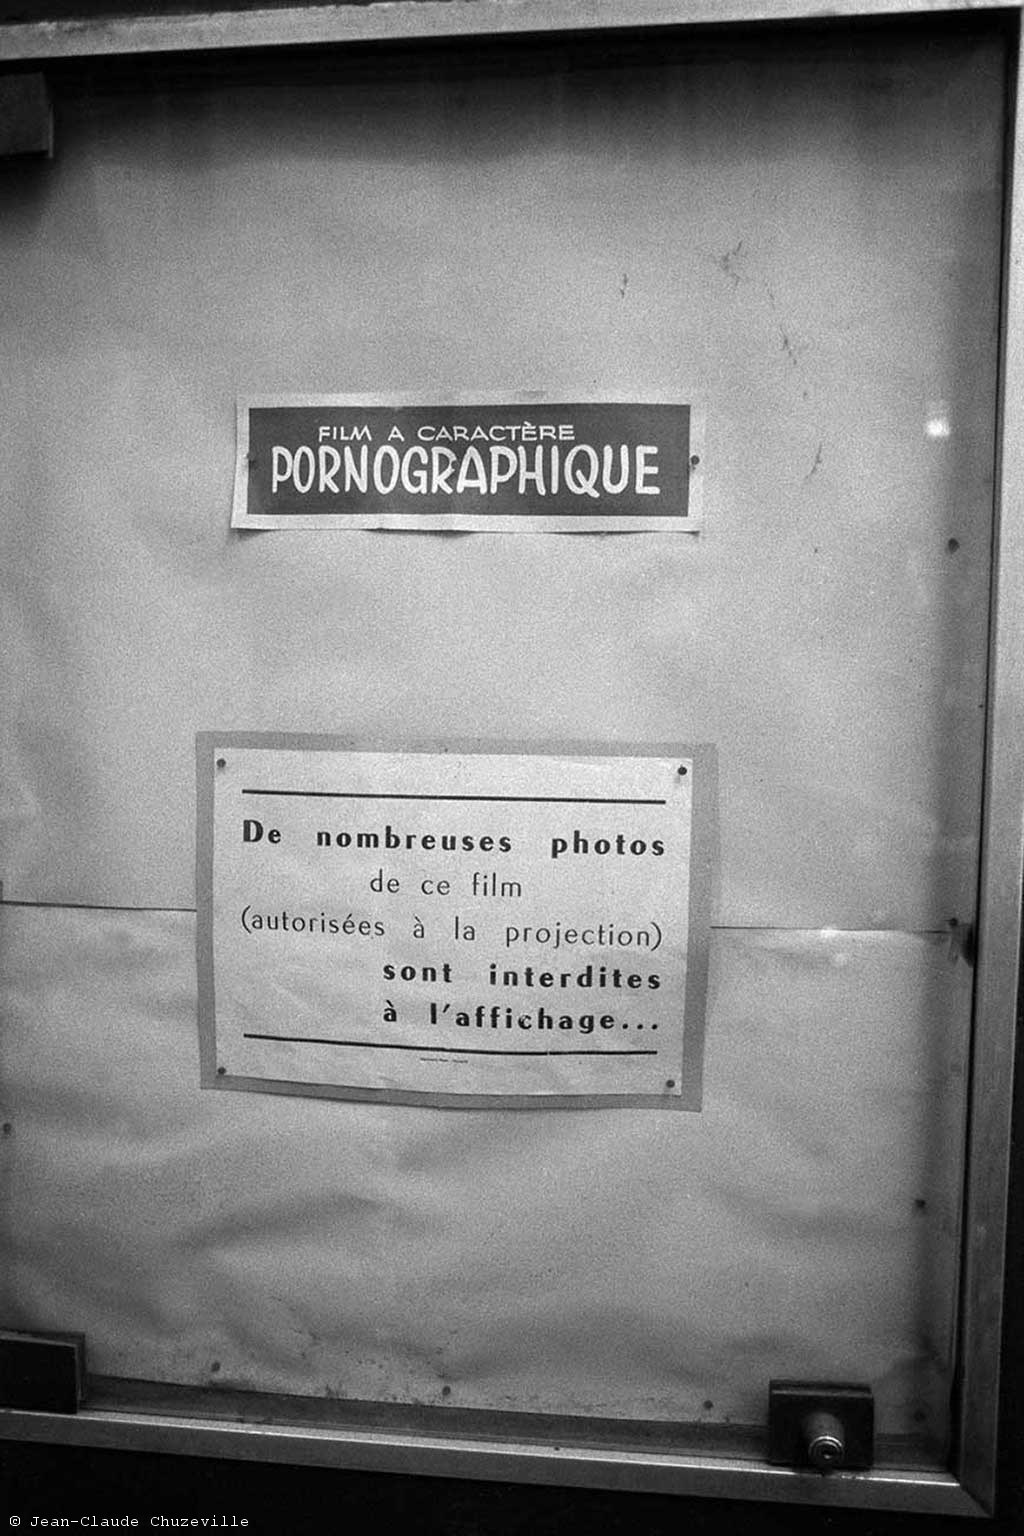 FILM A CARACTÈRE
PORNOGRAPHIQUE
De nombreuses photos
de ce film
(autorisées à la projection)
sont interdites
à l'affichage...
© Jean-Claude Chuzeville